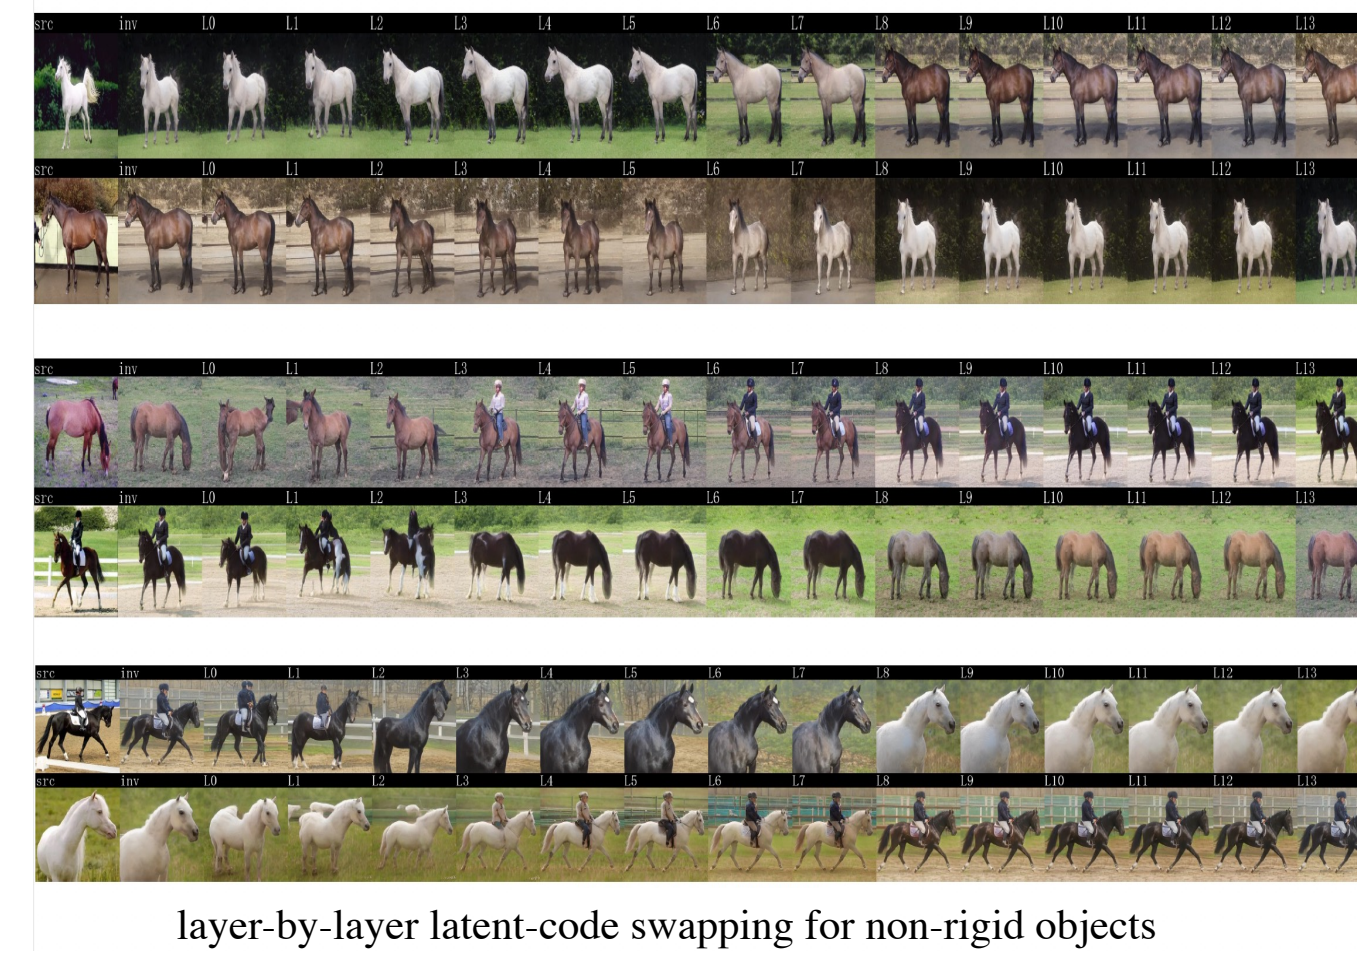 src inv L0 L1 L2 L3 L4 L5 L6 L7 L8 L9 L10 L11 L12 L13
src inv L0 L1 L2 L3 L4 L5 L6 L7 L8 L9 L10 L11 L12 L13
src inv L0 L1 L2 L3 L4 L5 L6 L7 L8 L9 L10 L11 L12 L13
src inv L0 L1 L2 L3 L4 L5 L6 L7 L8 L9 L10 L11 L12 L13
src inv L0 L1 L2 L3 L4 L5 L6 L7 L8 L9 L10 L11 L12 L13
src inv L0 L1 L2 L3 L4 L5 L6 L7 L8 L9 L10 L11 L12 L13
layer-by-layer latent-code swapping for non-rigid objects